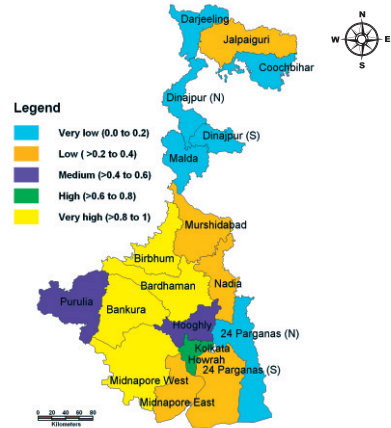 Darjeeling
Jalpaiguri
Coochbihar
N
W E
S
Dinajpur (N)
Dinajpur (S)
Malda
Legend
Very low (0.0 to 0.2)
Low ( >0.2 to 0.4)
Medium (>0.4 to 0.6)
High (>0.6 to 0.8)
Very high (>0.8 to 1)
Murshidabad
Birbhum
Bardhaman
Nadia
Purulia
Bankura
Hooghly
24 Parganas (N)
Kolkata
Howrah
24 Parganas (S)
Midnapore West
Midnapore East
0 20 40 60 80
Kilometers